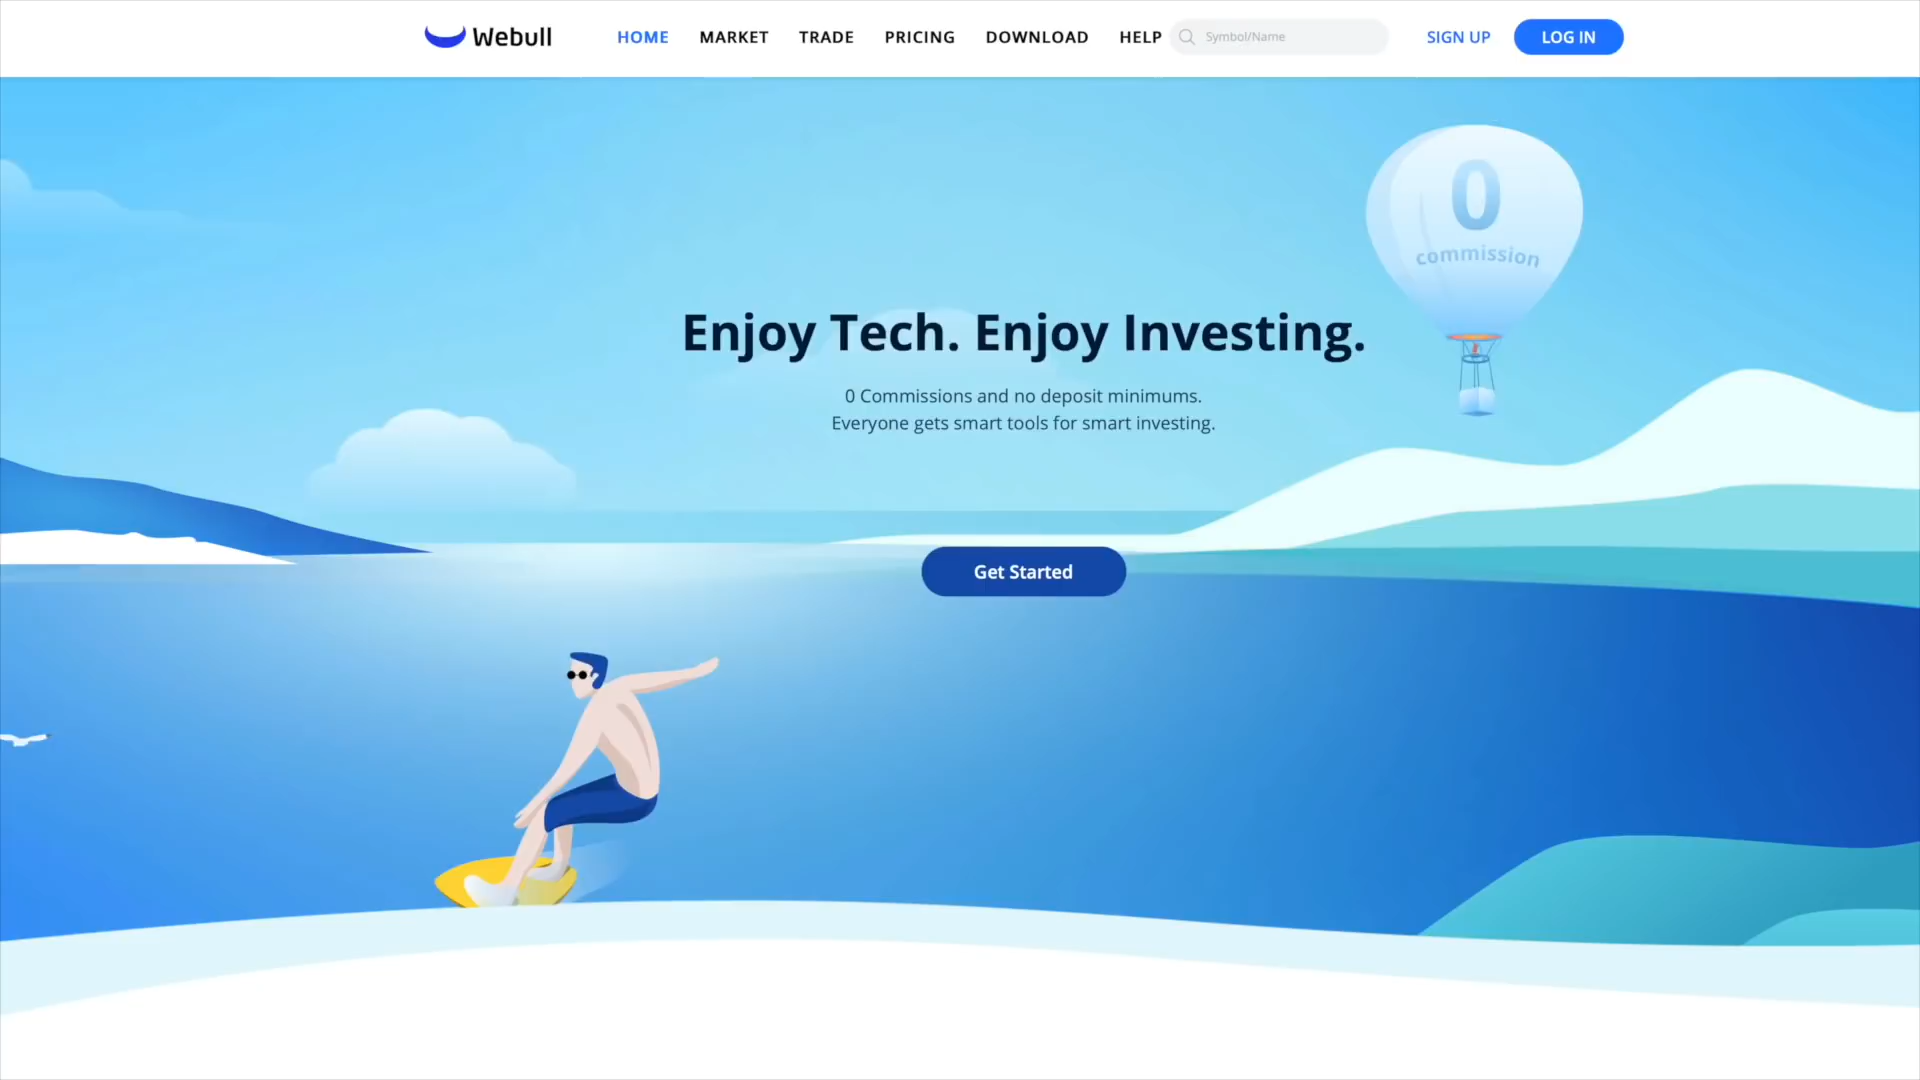 Webull
HOME
MARKET
TRADE
PRICING
DOWNLOAD
HELP
Symbol/Name
SIGN UP
LOG IN
0
commission
Enjoy Tech. Enjoy Investing.
0 Commissions and no deposit minimums.
Everyone gets smart tools for smart investing.
Get Started